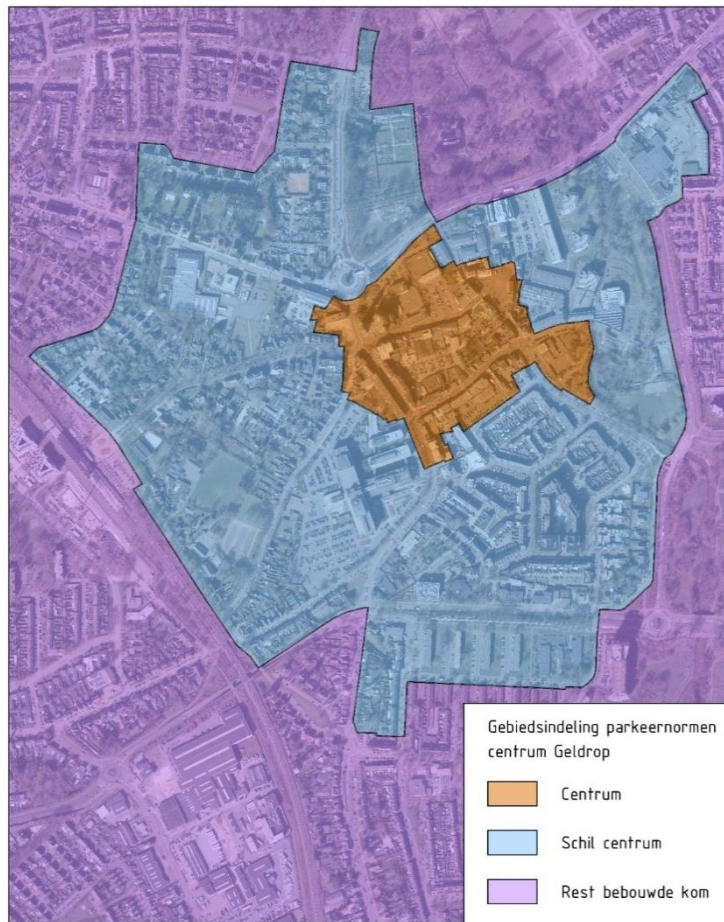 Gebiedsindeling parkeernormen
centrum Geldrop
Centrum
Schil centrum
Rest bebouwde kom